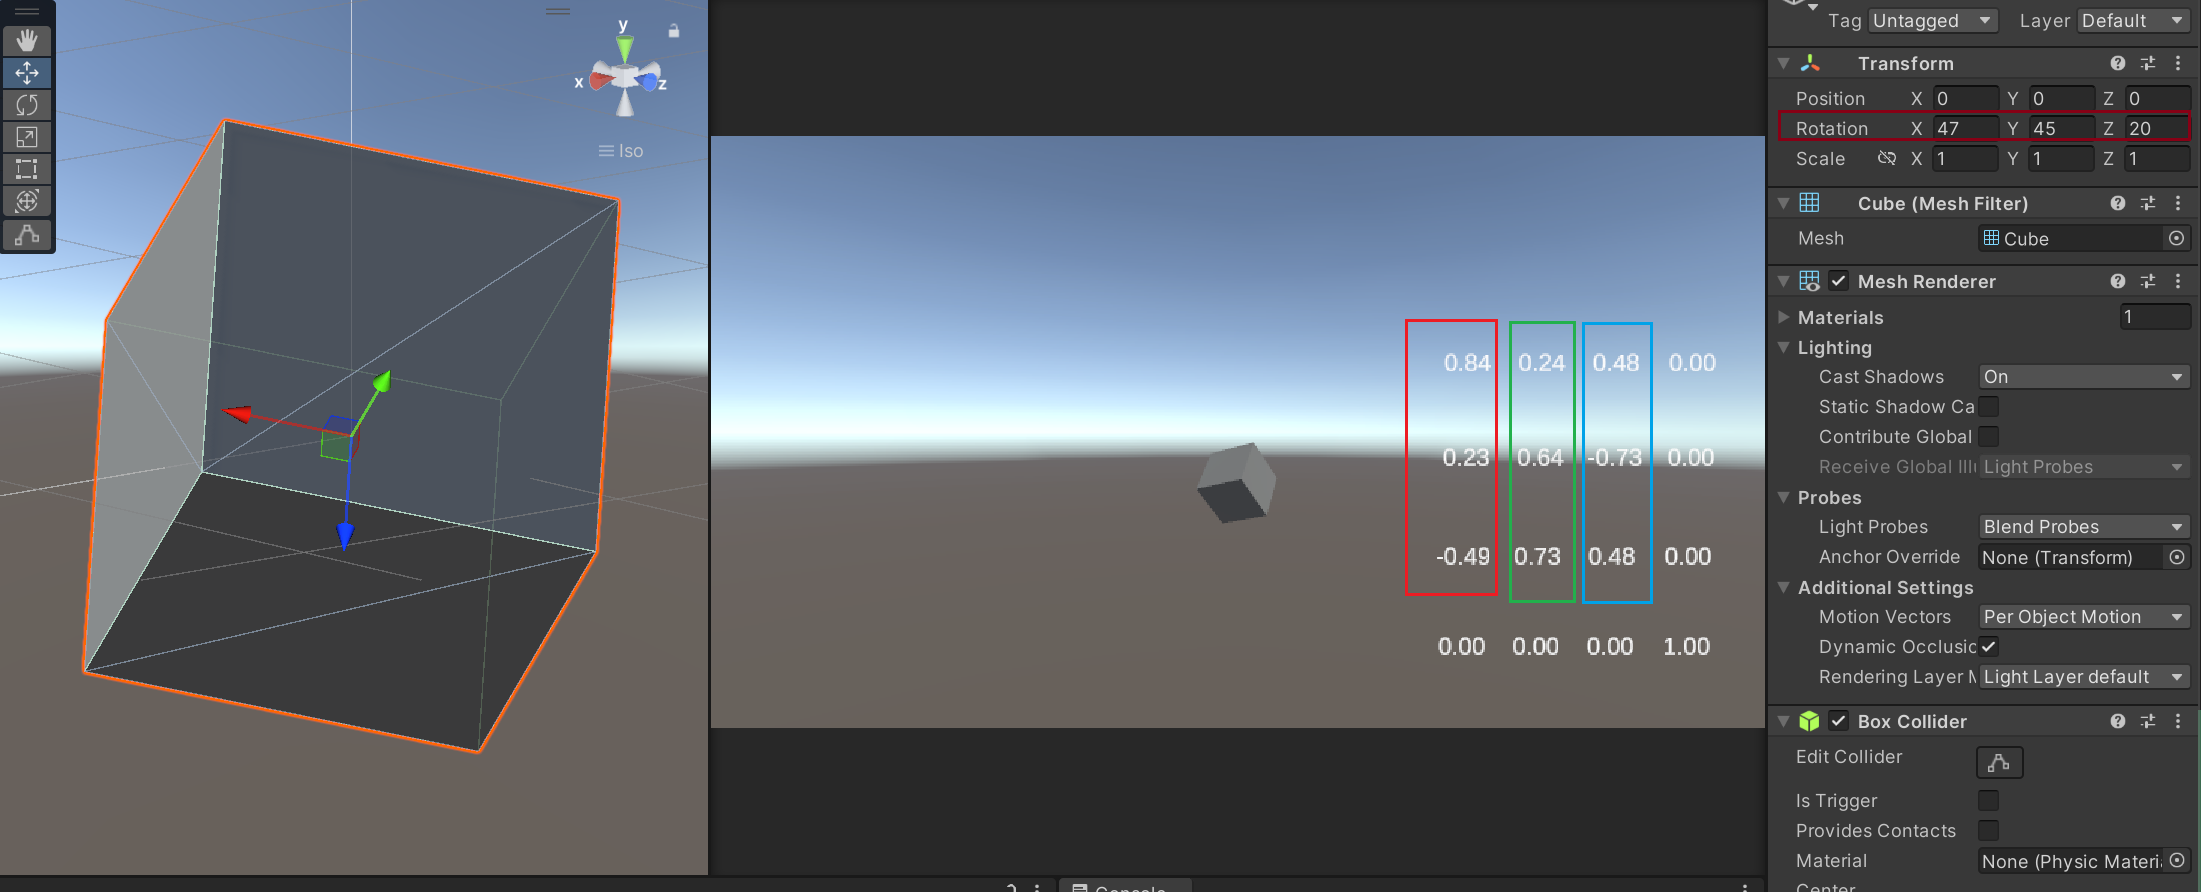 y
x
z
Iso
0.84 0.24 0.48 0.00
0.23 0.64 -0.73 0.00
-0.49 0.73 0.48 0.00
0.00 0.00 0.00 1.00
Tag Untagged Layer Default
Transform
Position X 0 Y 0 Z 0
Rotation X 47 Y 45 Z 20
Scale X 1 Y 1 Z 1
Cube (Mesh Filter)
Mesh Cube
Mesh Renderer
Materials 1
Lighting
Cast Shadows On
Static Shadow Ca
Contribute Global
Receive Global Illu Light Probes
Probes
Light Probes Blend Probes
Anchor Override None (Transform)
Additional Settings
Motion Vectors Per Object Motion
Dynamic Occlusic
Rendering Layer M Light Layer default
Box Collider
Edit Collider
Is Trigger
Provides Contacts
Material None (Physic Materi
Center
Console